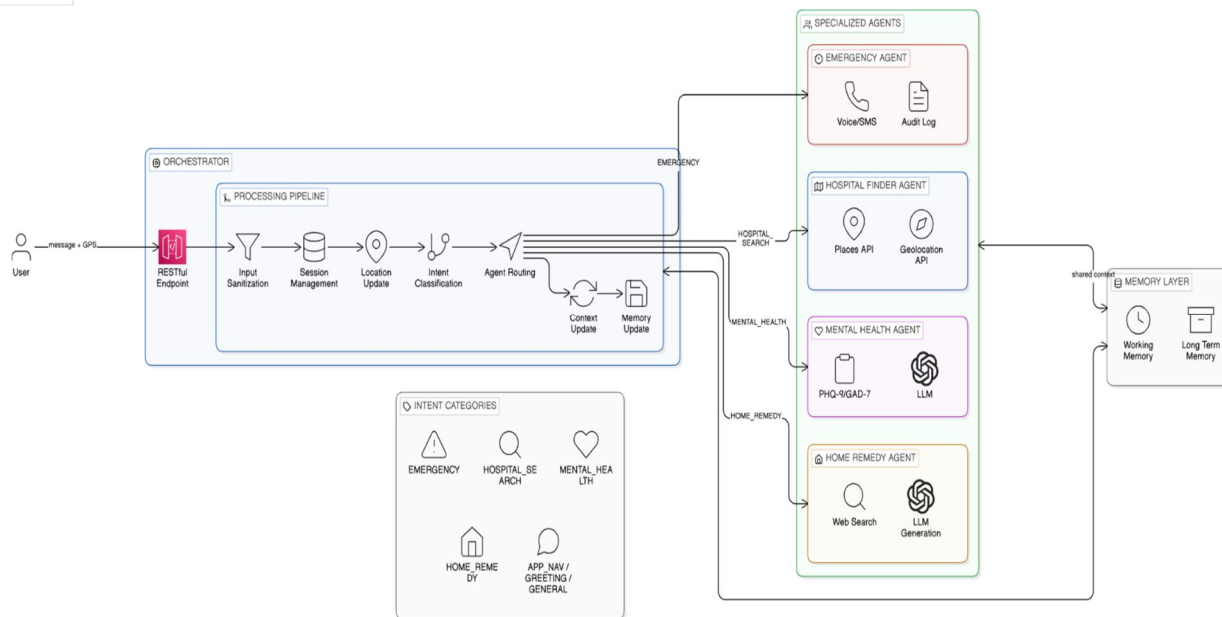 SPECIALIZED AGENTS
EMERGENCY AGENT
Voice/SMS
Audit Log
ORCHESTRATOR
EMERGENCY
PROCESSING PIPELINE
HOSPITAL FINDER AGENT
Places API
Geolocation
API
User
message + GPS
RESTful
Endpoint
Input
Sanitization
Session
Management
Location
Update
Intent
Classification
Agent Routing
HOSPITAL_
SEARCH
Context
Update
Memory
Update
shared context
MEMORY LAYER
Working
Memory
Long Term
Memory
MENTAL_HEALTH
MENTAL HEALTH AGENT
PHQ-9/GAD-7
LLM
INTENT CATEGORIES
EMERGENCY
HOSPITAL_SE
ARCH
MENTAL_HEA
LTH
HOME_REME
DY
APP_NAV /
GREETING /
GENERAL
HOME_REMEDY
HOME REMEDY AGENT
Web Search
LLM
Generation